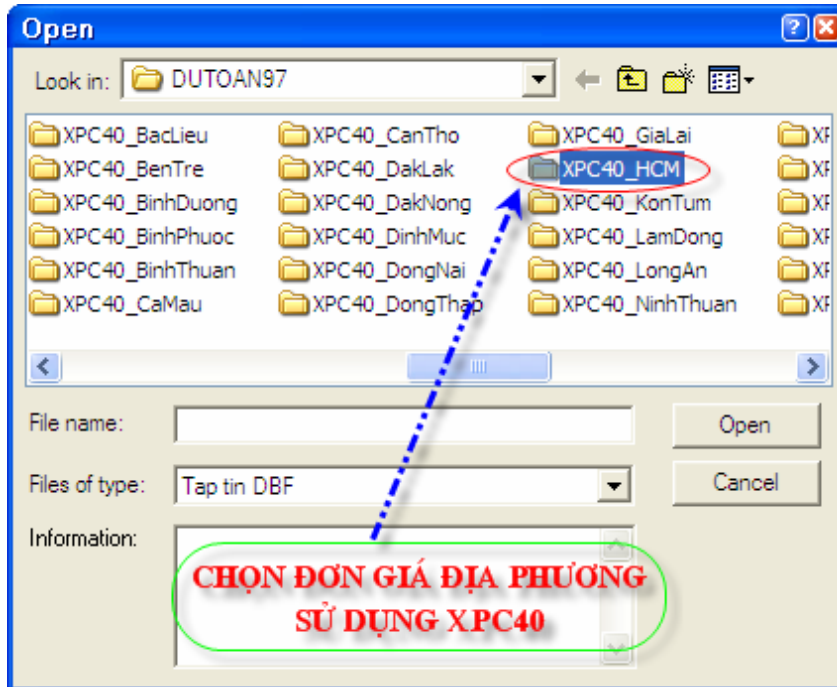 Open
Look in: DUTOAN97
XPC40_BacLieu XPC40_CanTho XPC40_GiaLai
XPC40_BenTre XPC40_DakLak XPC40_HCM
XPC40_BinhDuong XPC40_DakNong XPC40_KonTum
XPC40_BinhPhuoc XPC40_DinhMuc XPC40_LamDong
XPC40_BinhThuan XPC40_DongNai XPC40_LongAn
XPC40_CaMau XPC40_DongThap XPC40_NinhThuan
File name: Open
Files of type: Tap tin DBF Cancel
Information:
CHỌN ĐƠN GIÁ ĐỊA PHƯƠNG
SỬ DỤNG XPC40